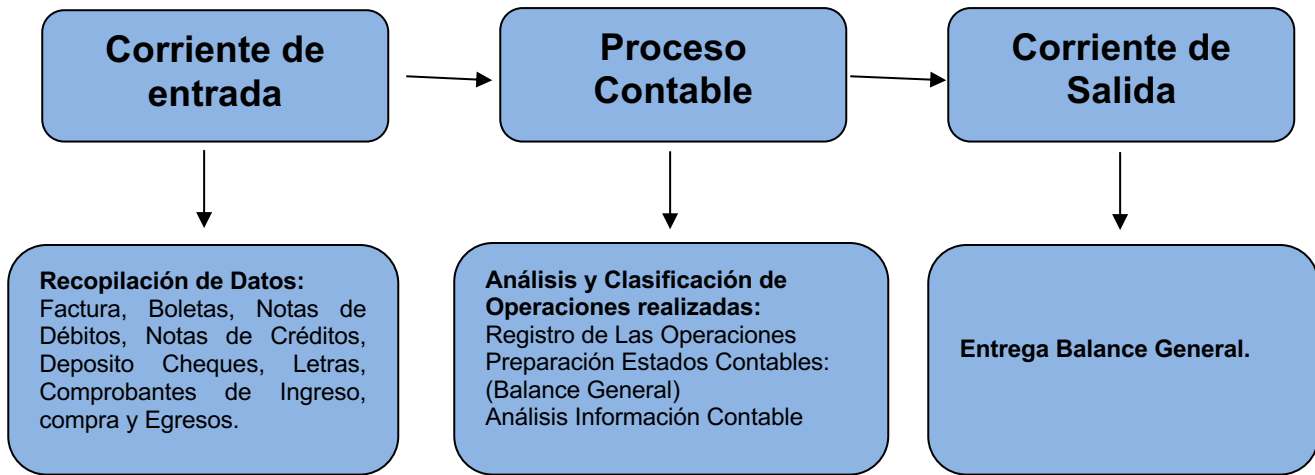 Corriente de
entrada
Proceso
Contable
Corriente de
Salida
Recopilación de Datos:
Factura, Boletas, Notas de
Débitos, Notas de Créditos,
Deposito Cheques, Letras,
Comprobantes de Ingreso,
compra y Egresos.
Análisis y Clasificación de
Operaciones realizadas:
Registro de Las Operaciones
Preparación Estados Contables:
(Balance General)
Análisis Información Contable
Entrega Balance General.